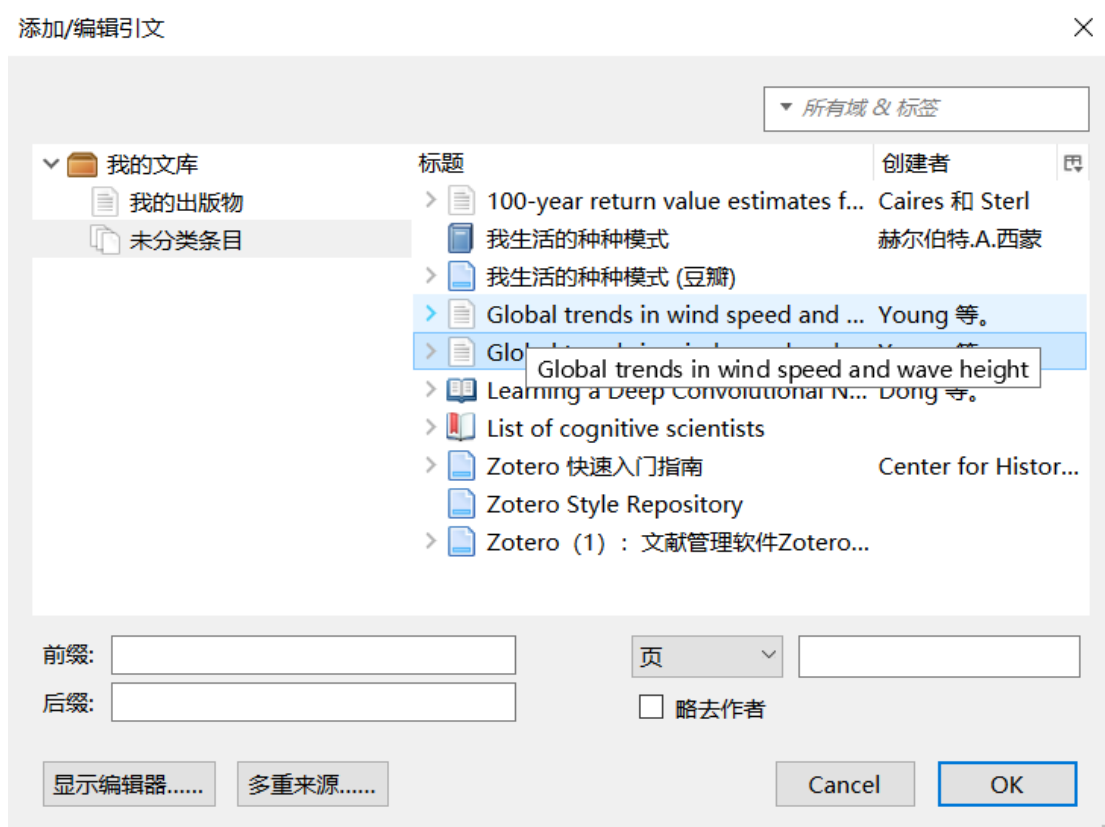 添加/编辑引文
所有域 & 标签
我的文库
我的出版物
未分类条目
标题 创建者
100-year return value estimates f... Caires 和 Sterl
我生活的种种模式 赫尔伯特.A.西蒙
我生活的种种模式 (豆瓣)
Global trends in wind speed and ... Young 等。
Glo
Global trends in wind speed and wave height
Learning a Deep Convolutional N... Dong 等。
List of cognitive scientists
Zotero 快速入门指南 Center for Histor...
Zotero Style Repository
Zotero（1）：文献管理软件Zotero...
前缀: 页
后缀: 略去作者
显示编辑器...... 多重来源...... Cancel OK